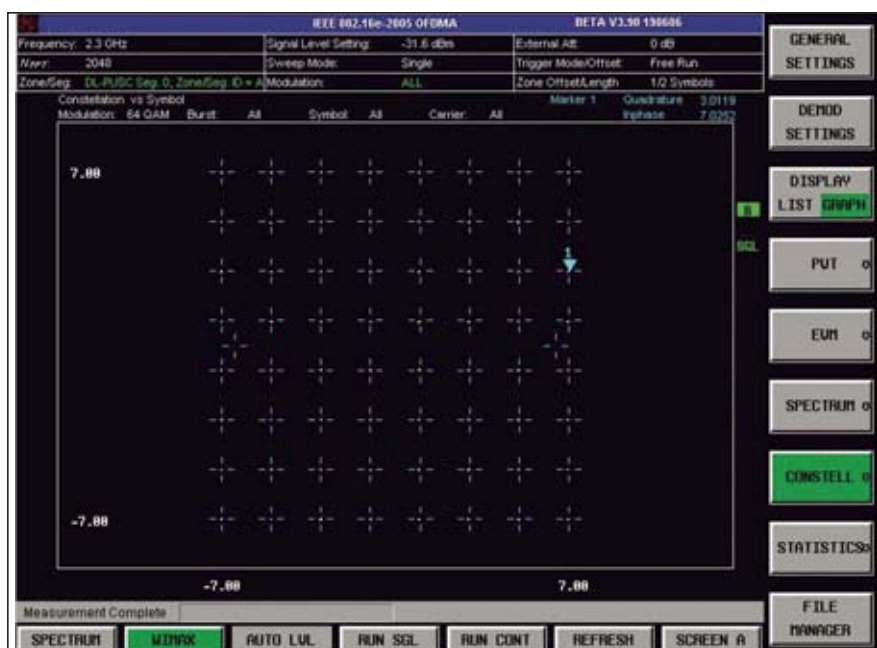 IEEE 802.16e-2005 OFDMA BETA V3.90 190606
Frequency: 2.3 GHz Signal Level Setting: -31.6 dBm External Att: 0 dB
NFFT: 2048 Sweep Mode: Single Trigger Mode/Offset: Free Run
Zone/Seg: DL-PUSC Seg. 0, Zone/Seg. ID = A Modulation: ALL Zone Offset/Length 1/2 Symbols
Constellation vs Symbol Marker 1 Quadrature 3.0119
Modulation: 64 QAM Burst: All Symbol: All Carrier: All Inphase 7.0252
7.00
1
-7.00
-7.00 7.00
B
SGL
Measurement Complete
GENERAL
SETTINGS
DEMOD
SETTINGS
DISPLAY
LIST GRAPH
PUT
EVM
SPECTRUM
CONSTELL
STATISTICS
FILE
MANAGER
SPECTRUM WIMAX AUTO LVL RUN SGL RUN CONT REFRESH SCREEN A